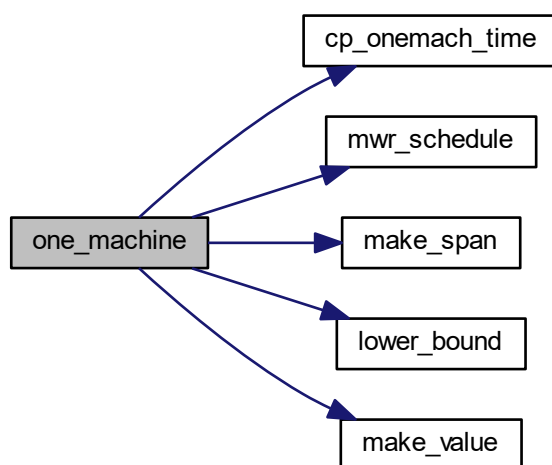 cp_onemach_time
mwr_schedule
one_machine
make_span
lower_bound
make_value